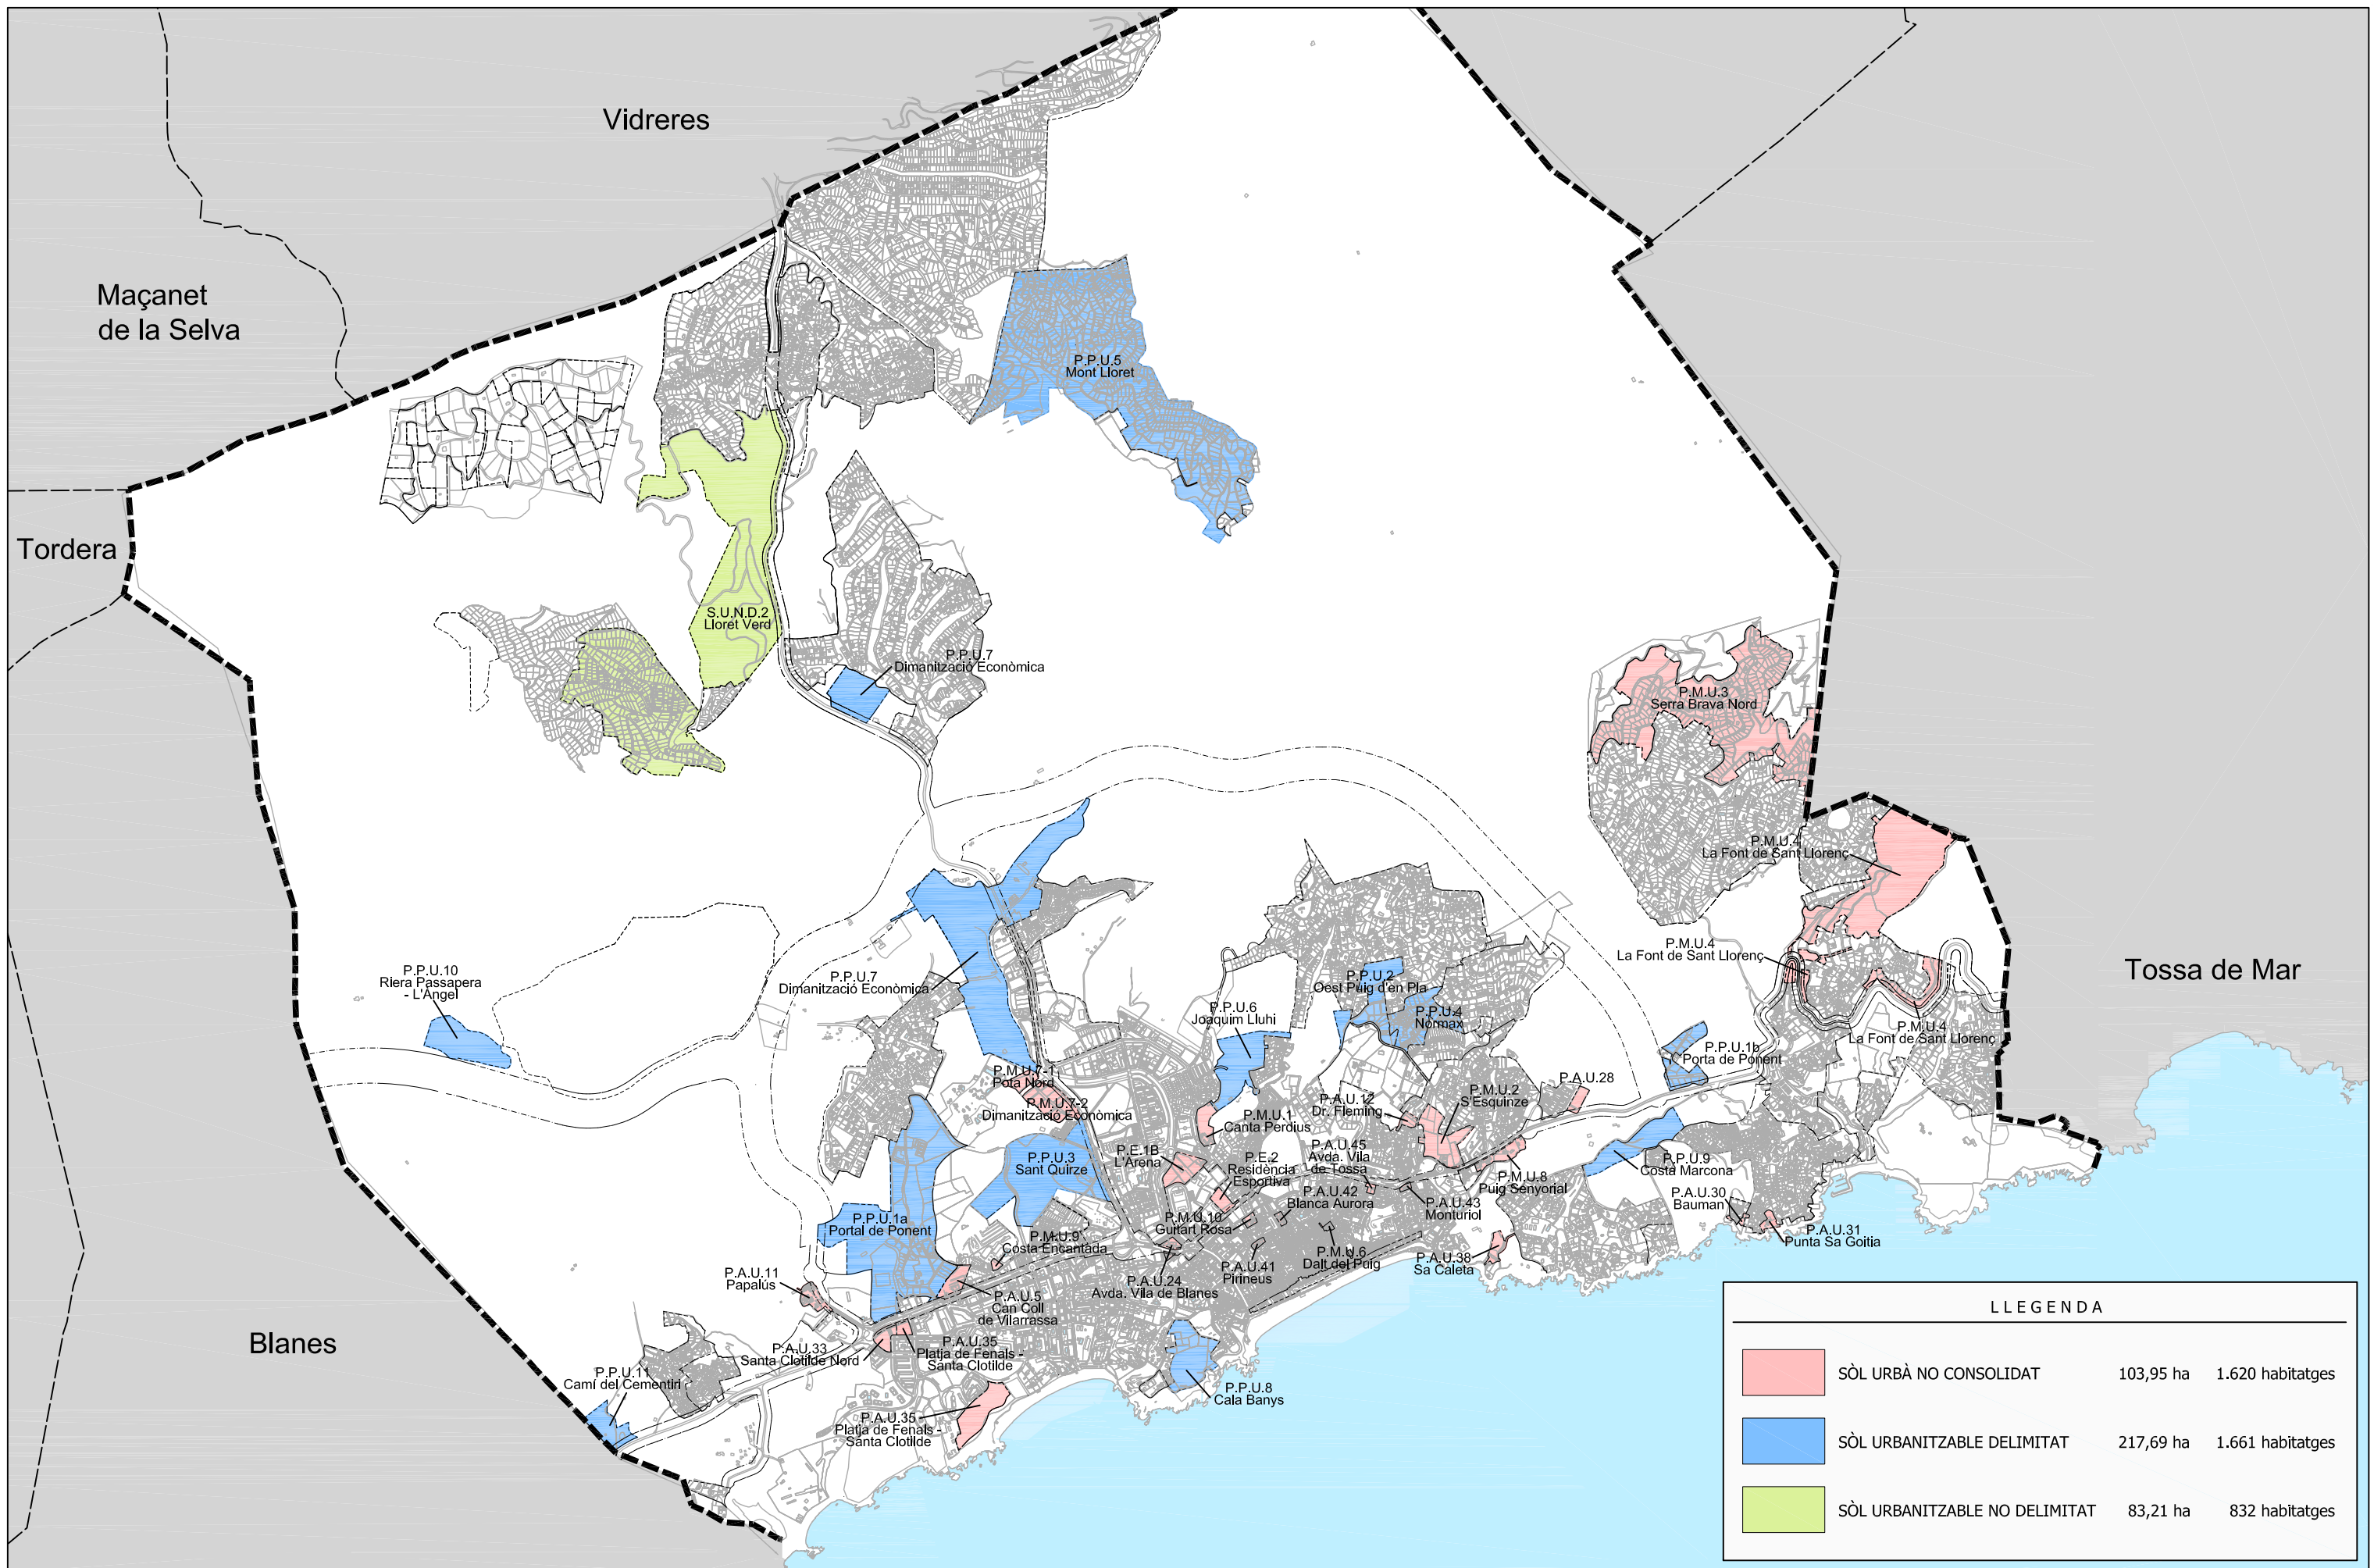 Vidreres
Maçanet
de la Selva
Tordera
P.P.U.5
Mont Lloret
S.U.N.D.2
Lloret Verd
P.P.U.7
Dimanització Econòmica
P.M.U.3
Serra Brava Nord
P.M.U.4
La Font de Sant Llorenç
P.M.U.4
La Font de Sant Llorenç
P.M.U.4
La Font de Sant Llorenç
Tossa de Mar
P.P.U.10
Riera Passapera
- L'Àngel
P.P.U.7
Dimanització Econòmica
P.P.U.2
Oest Puig d'en Pla
P.P.U.4
Normax
P.P.U.6
Joaquim Lluhi
P.P.U.1b
Porta de Ponent
P.M.U.7-1
Pota Nord
P.M.U.7-2
Dimanització Econòmica
P.A.U.28
P.M.U.2
S'Esquinze
P.A.U.12
Dr. Fleming
P.M.U.1
Canta Perdius
P.A.U.45
Avda. Vila
de Tossa
P.E.1B
L'Arena
P.E.2
Residència
Esportiva
P.P.U.3
Sant Quirze
P.P.U.9
Costa Marcona
P.M.U.8
Puig Senyorial
P.A.U.42
Blanca Aurora
P.A.U.43
Monturiol
P.A.U.30
Bauman
P.A.U.31
Punta Sa Goitia
P.P.U.1a
Portal de Ponent
P.M.U.10
Guitart Rosa
P.M.U.9
Costa Encantada
P.M.U.6
Dalt del Puig
P.A.U.38
Sa Caleta
P.A.U.41
Pirineus
P.A.U.24
Avda. Vila de Blanes
P.A.U.11
Papalús
P.A.U.5
Can Coll
de Vilarrassa
P.A.U.33
Santa Clotilde Nord
P.A.U.35
Platja de Fenals -
Santa Clotilde
Blanes
P.P.U.11
Camí del Cementiri
P.P.U.8
Cala Banys
P.A.U.35
Platja de Fenals -
Santa Clotilde
LLEGENDA
SÒL URBÀ NO CONSOLIDAT 103,95 ha 1.620 habitatges
SÒL URBANITZABLE DELIMITAT 217,69 ha 1.661 habitatges
SÒL URBANITZABLE NO DELIMITAT 83,21 ha 832 habitatges